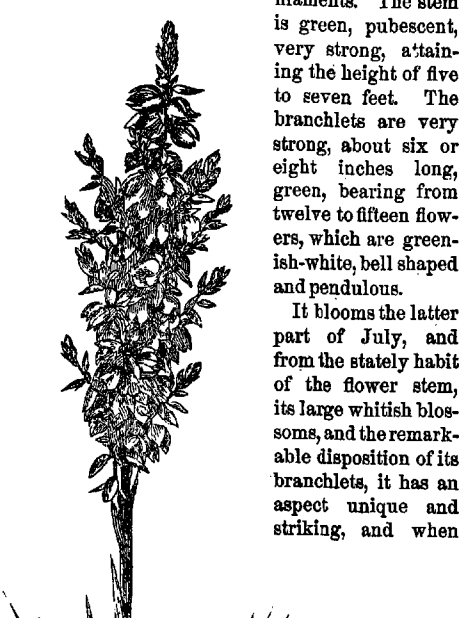 filaments. The stem
is green, pubescent,
very strong, attain-
ing the height of five
to seven feet. The
branchlets are very
strong, about six or
eight inches long,
green, bearing from
twelve to fifteen flow-
ers, which are green-
ish-white, bell shaped
and pendulous.
It blooms the latter
part of July, and
from the stately habit
of the flower stem,
its large whitish blos-
soms, and the remark-
able disposition of its
branchlets, it has an
aspect unique and
striking, and when